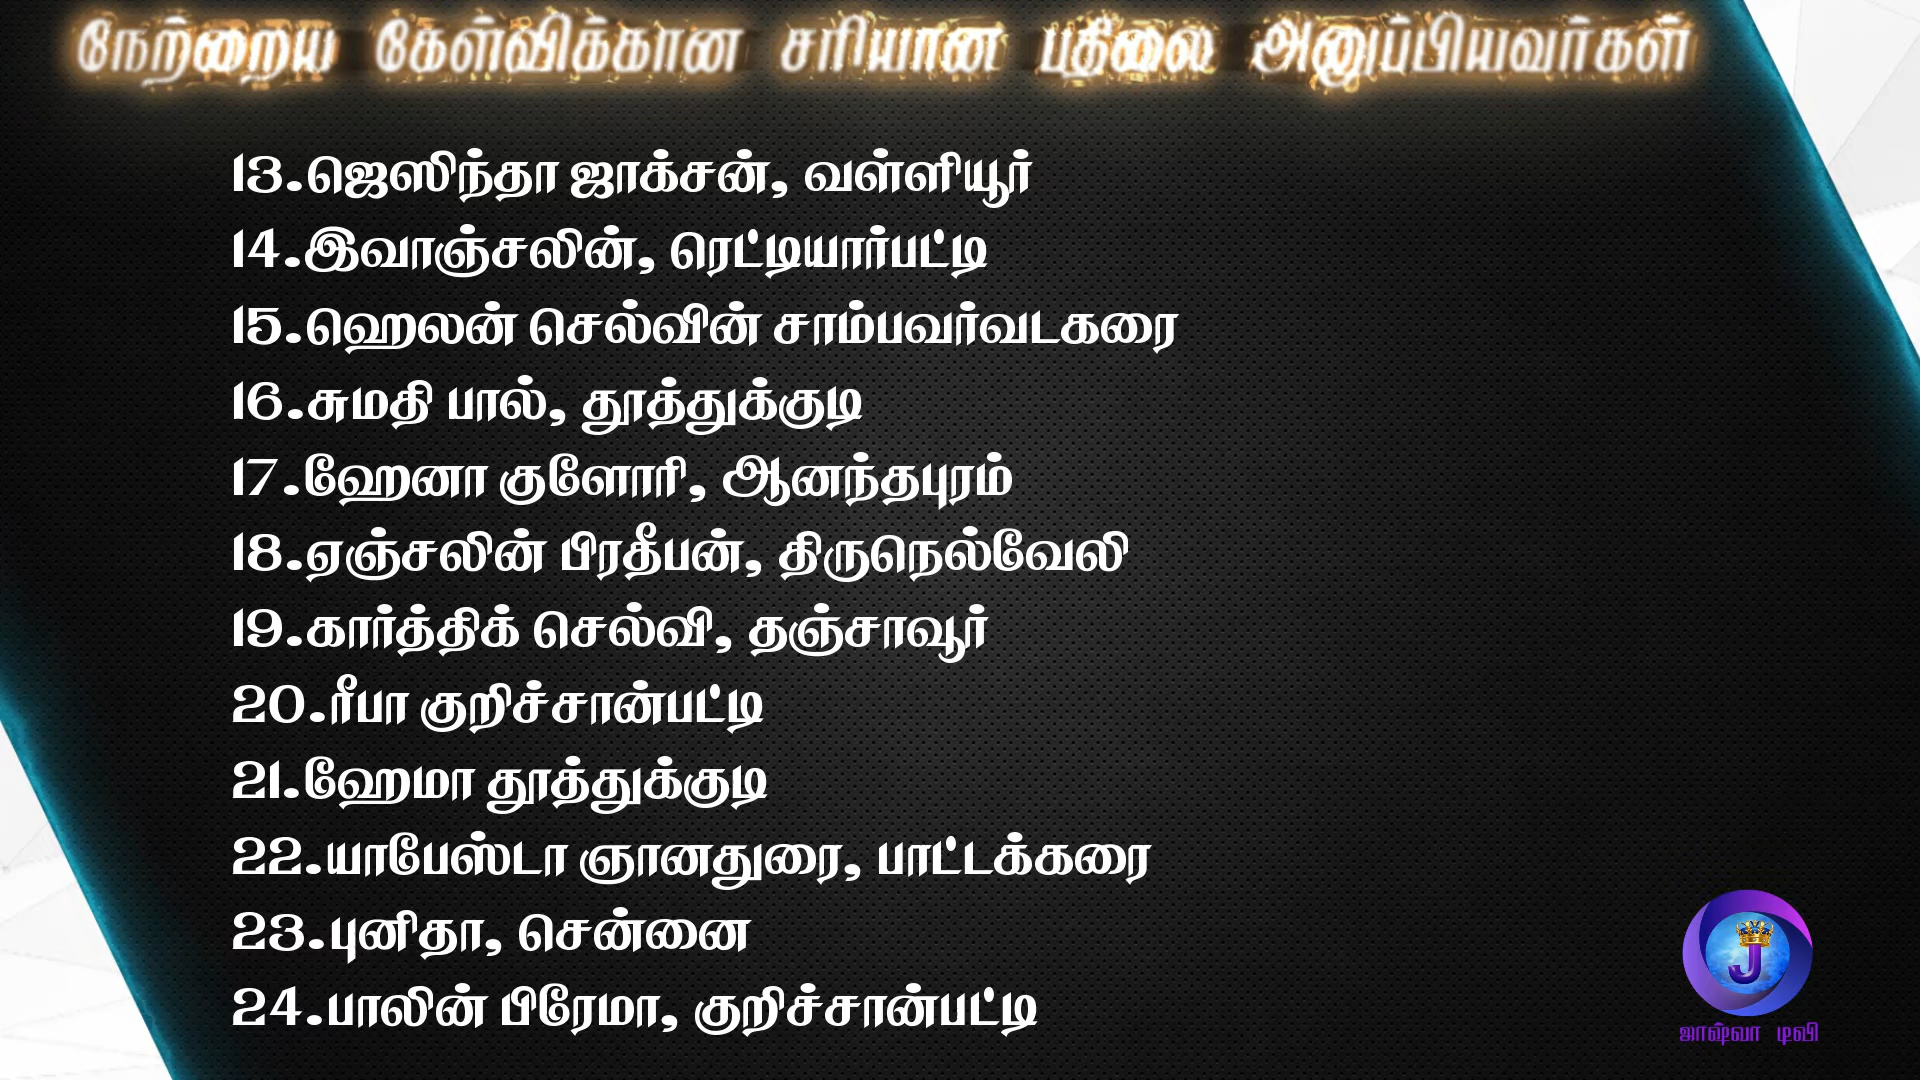 நேற்றைய கேள்விக்கான சரியான பதிலை அனுப்பியவர்கள்
13.ஜெஸிந்தா ஜாக்சன், வள்ளியூர்
14.இவாஞ்சலின், ரெட்டியார்பட்டி
15.ஹெலன் செல்வின் சாம்பவர்வடகரை
16.சுமதி பால், தூத்துக்குடி
17.ஹேனா குளோரி, ஆனந்தபுரம்
18.ஏஞ்சலின் பிரதீபன், திருநெல்வேலி
19.கார்த்திக் செல்வி, தஞ்சாவூர்
20.ரீபா குறிச்சான்பட்டி
21.ஹேமா தூத்துக்குடி
22.யாபேஸ்டா ஞானதுரை, பாட்டக்கரை
23.புனிதா, சென்னை
24.பாலின் பிரேமா, குறிச்சான்பட்டி
J
ஜாஷ்வா டிவி